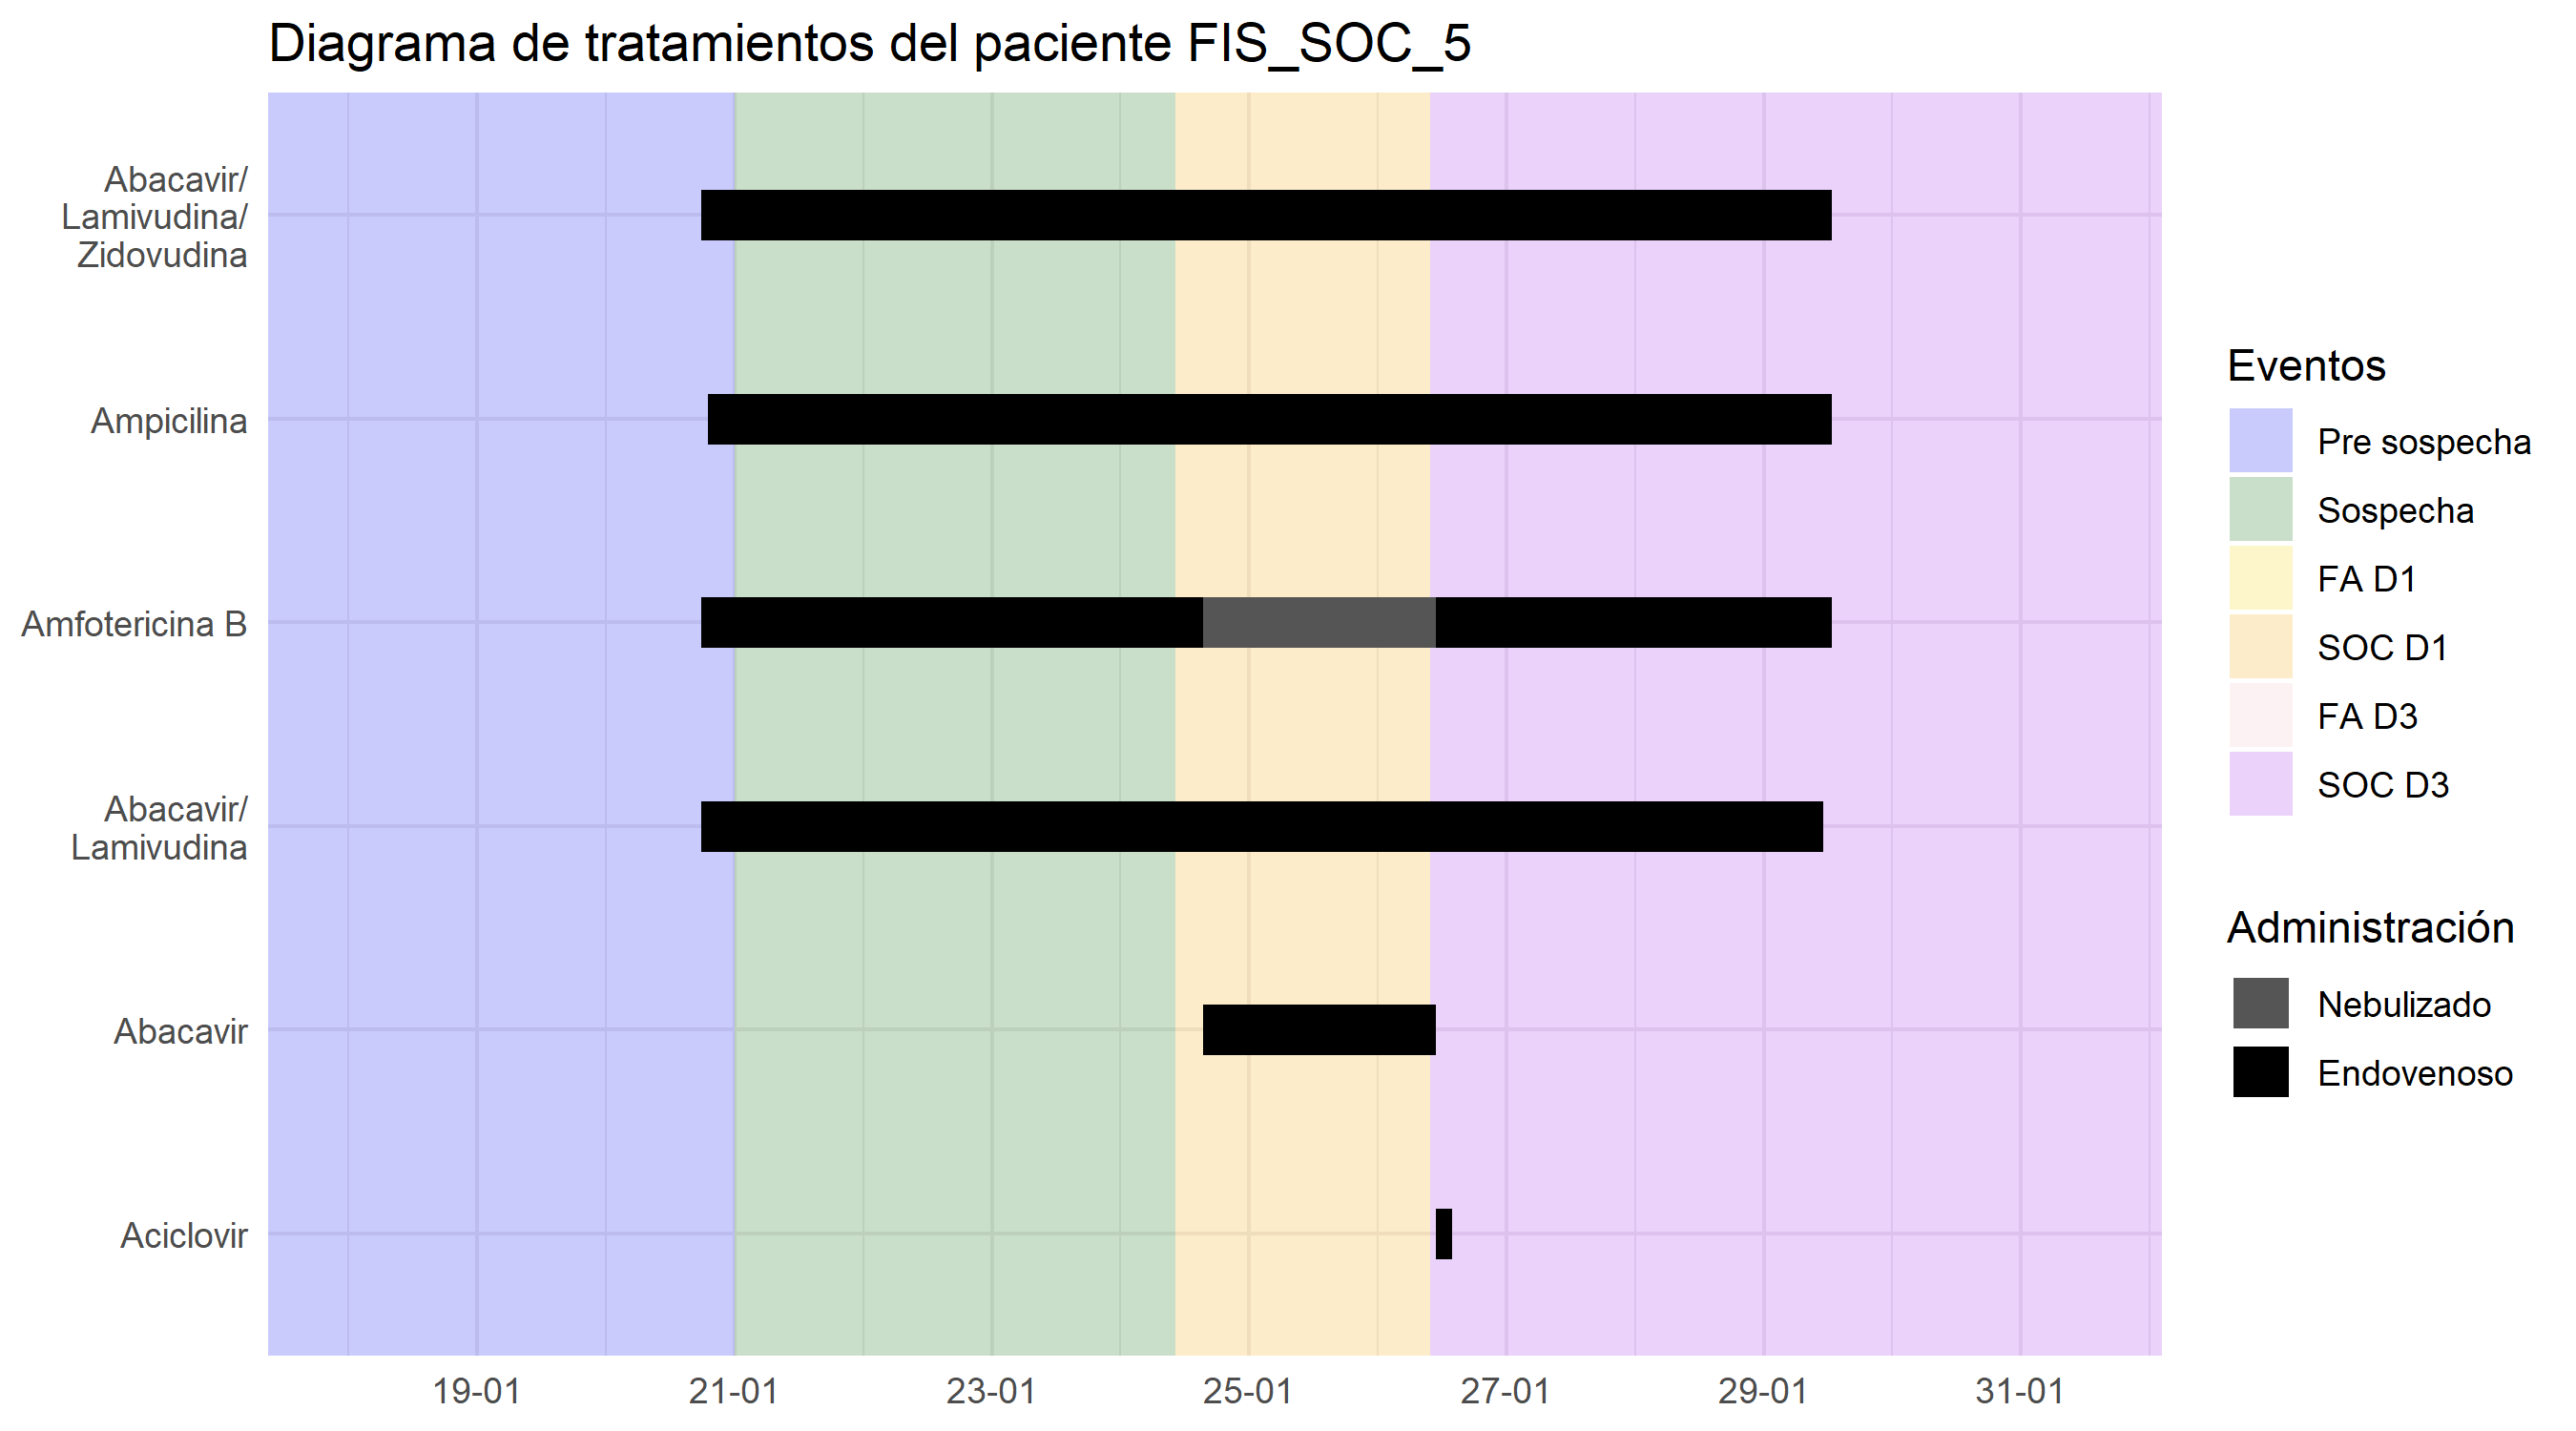 Diagrama de tratamientos del paciente FIS_SOC_5
Abacavir/
Lamivudina/
Zidovudina
Ampicilina
Amfotericina B
Abacavir/
Lamivudina
Abacavir
Aciclovir
19-01
21-01
23-01
25-01
27-01
29-01
31-01
Eventos
Pre sospecha
Sospecha
FA D1
SOC D1
FA D3
SOC D3
Administración
Nebulizado
Endovenoso